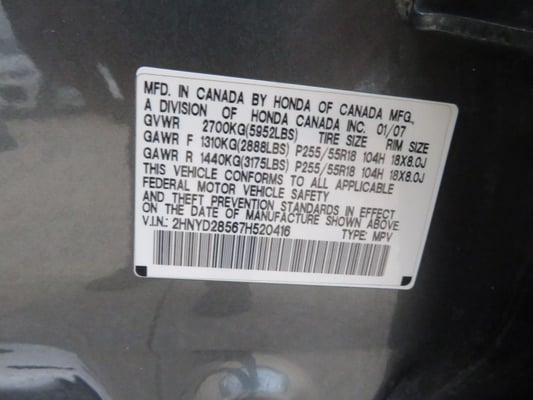 MFD. IN CANADA BY HONDA OF CANADA MFG.,
A DIVISION OF HONDA CANADA INC. 01/07
GVWR 2700KG(5952LBS) TIRE SIZE RIM SIZE
GAWR F 1310KG(2888LBS) P255/55R18 104H 18X8.0J
GAWR R 1440KG(3175LBS) P255/55R18 104H 18X8.0J
THIS VEHICLE CONFORMS TO ALL APPLICABLE
FEDERAL MOTOR VEHICLE SAFETY
AND THEFT PREVENTION STANDARDS IN EFFECT
ON THE DATE OF MANUFACTURE SHOWN ABOVE
V.I.N.: 2HNYD28567H520416 TYPE: MPV